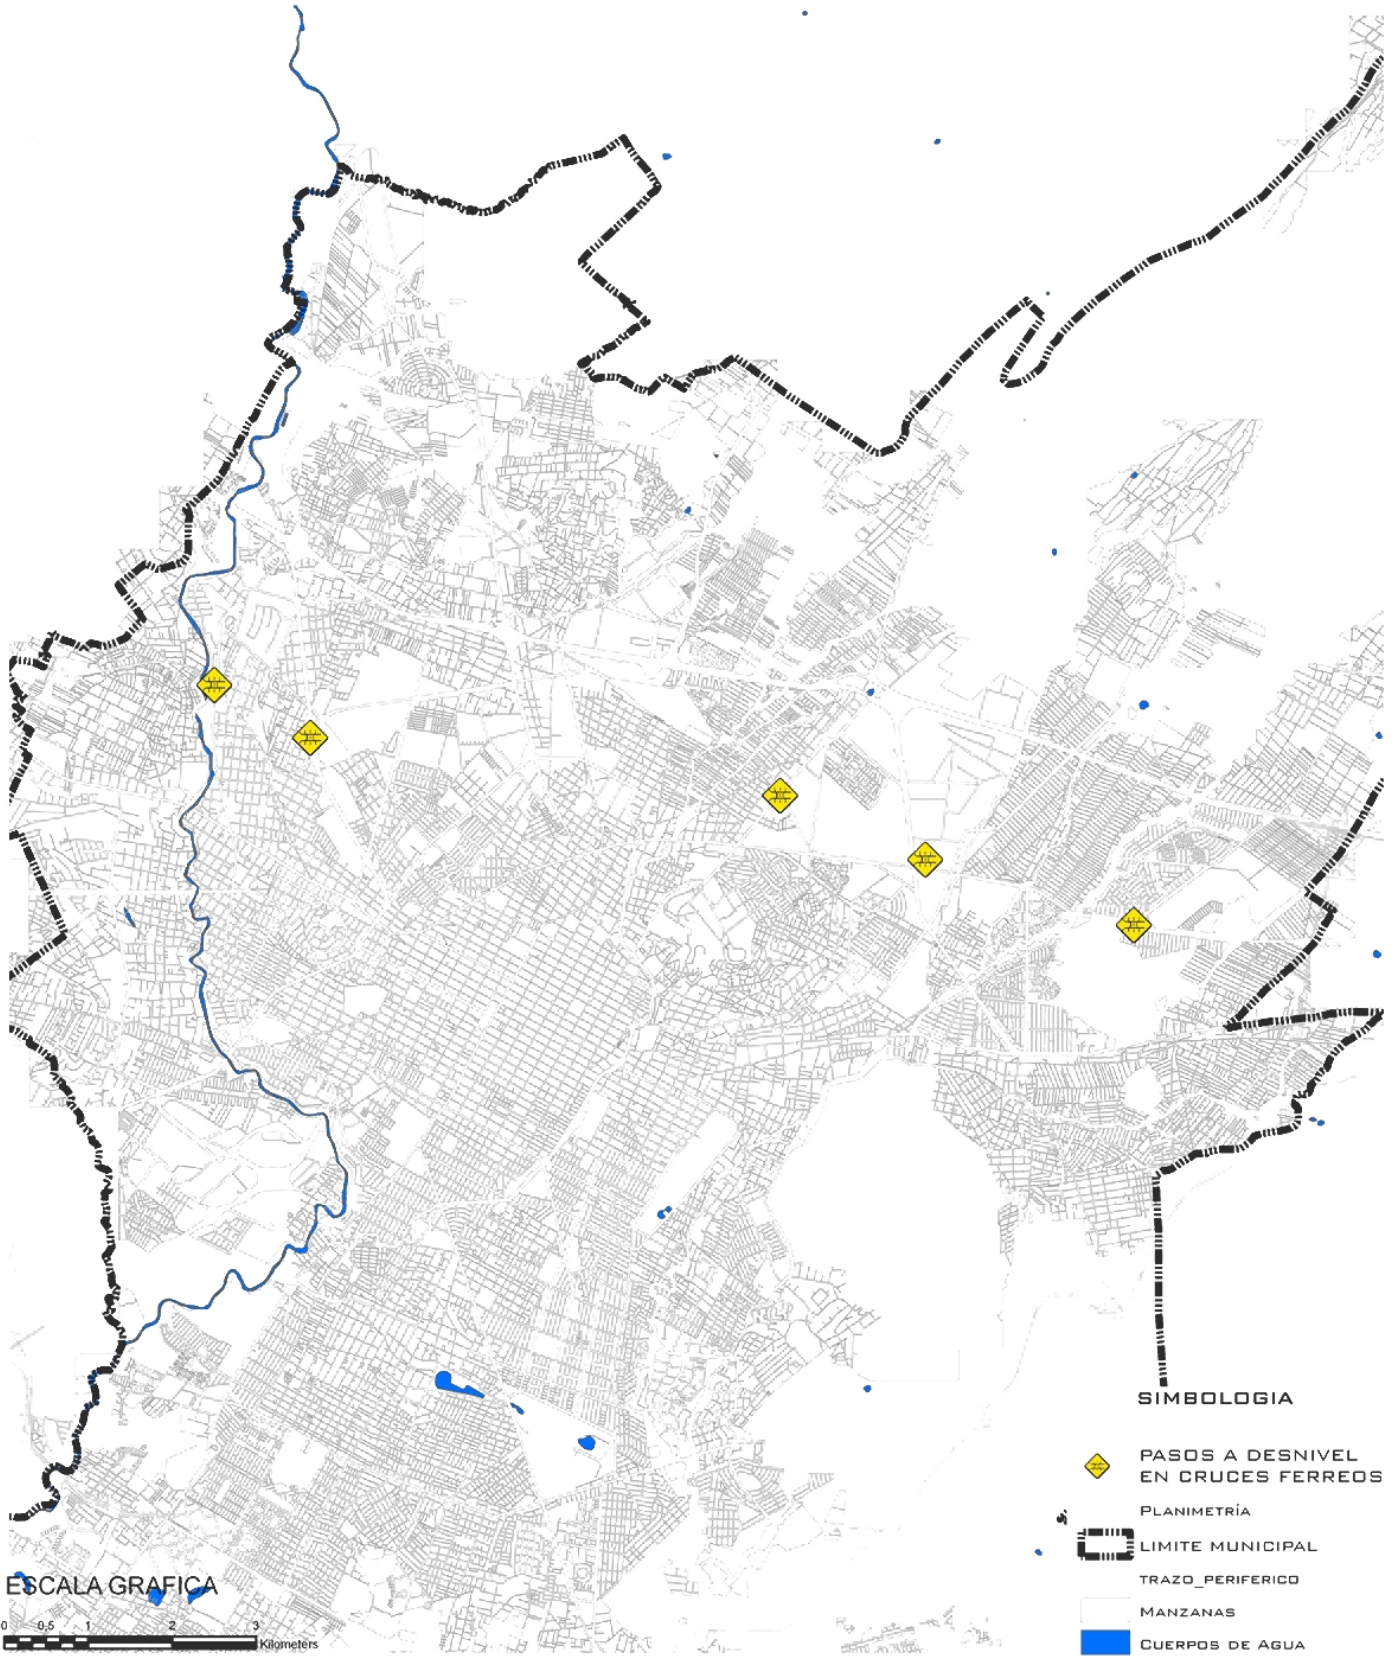 SIMBOLOGIA
PASOS A DESNIVEL
EN CRUCES FERREOS
PLANIMETRÍA
LIMITE MUNICIPAL
TRAZO_PERIFERICO
MANZANAS
CUERPOS DE AGUA
ESCALA GRAFICA
0 0.5 1 2 3
Kilometers